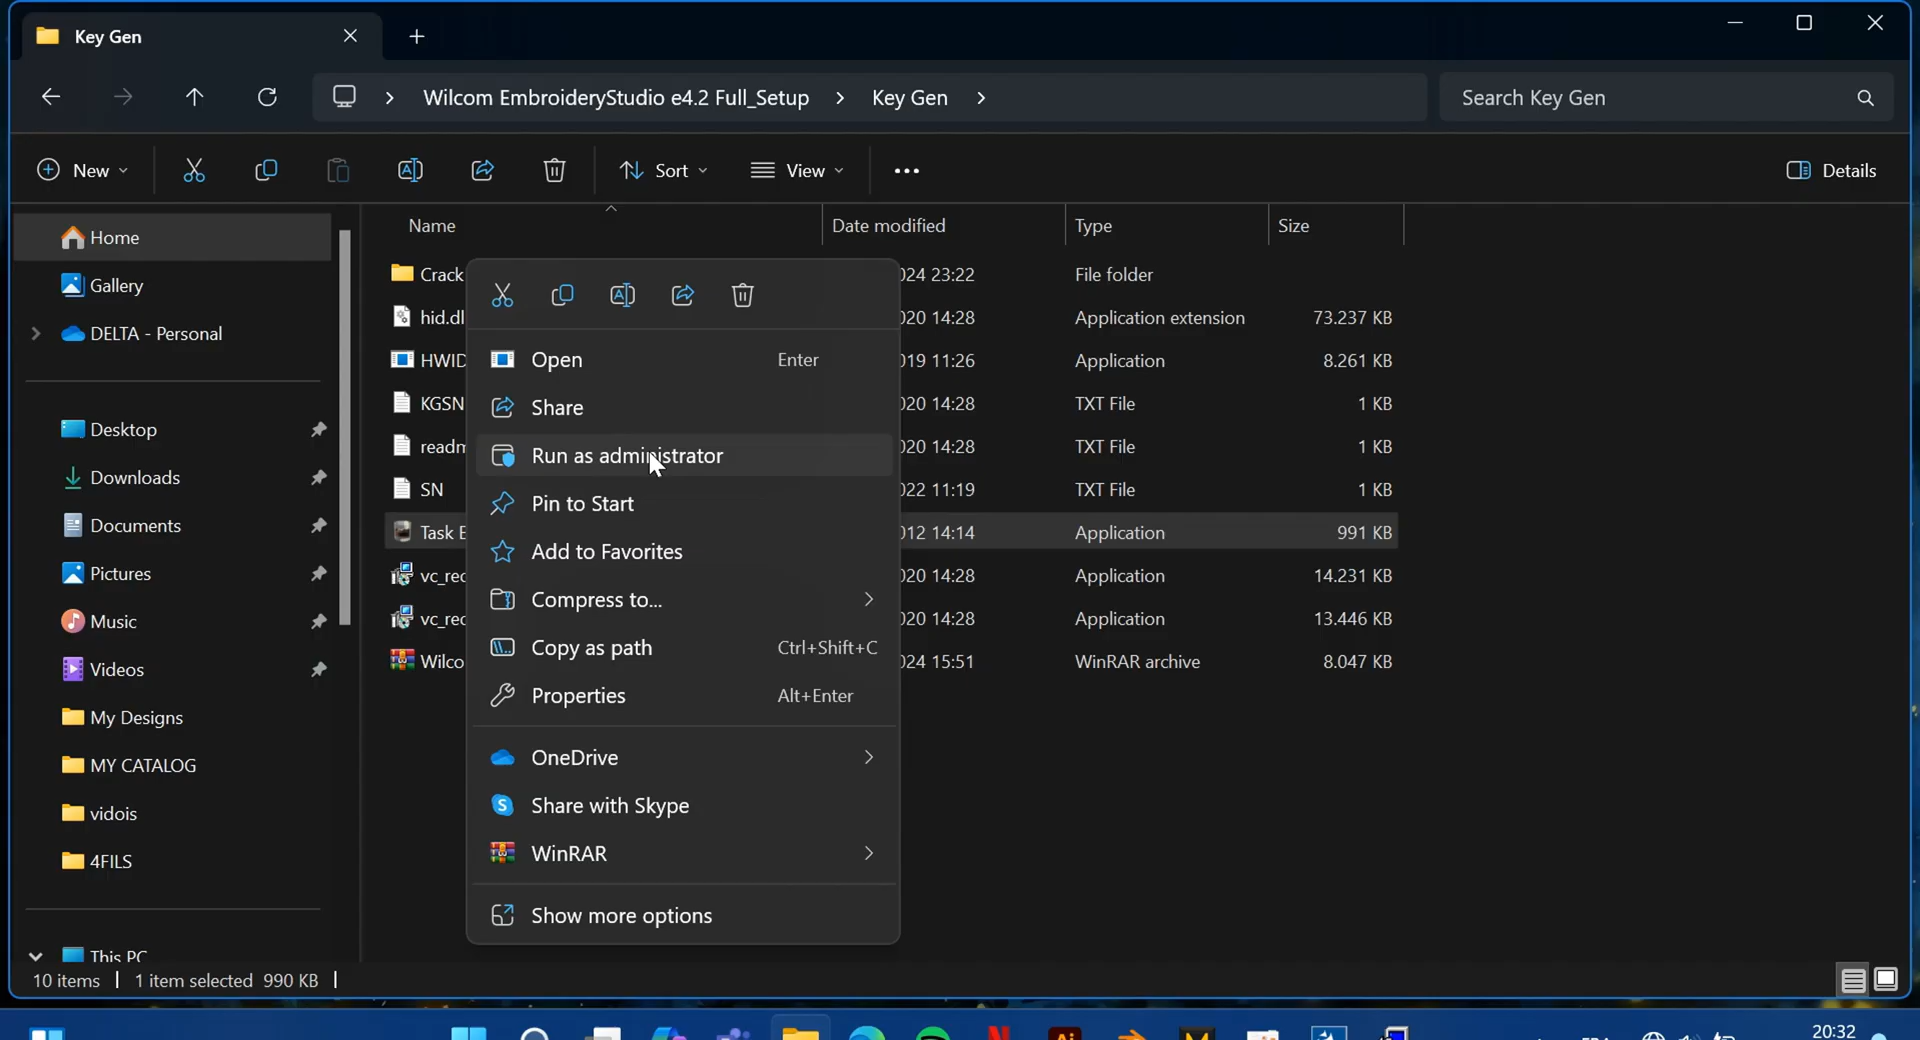 Key Gen
Wilcom EmbroideryStudio e4.2 Full_Setup > Key Gen >
Search Key Gen
New
Sort
View
Details
Name
Date modified
Type
Size
Home
Gallery
DELTA - Personal
Desktop
Downloads
Documents
Pictures
Music
Videos
My Designs
MY CATALOG
vidois
4FILS
This PC
Crack 024 23:22 File folder
hid.dl 020 14:28 Application extension 73.237 KB
HWID 019 11:26 Application 8.261 KB
KGSN 020 14:28 TXT File 1 KB
readm 020 14:28 TXT File 1 KB
SN 022 11:19 TXT File 1 KB
Task E 012 14:14 Application 991 KB
vc_rec 020 14:28 Application 14.231 KB
vc_rec 020 14:28 Application 13.446 KB
Wilco 024 15:51 WinRAR archive 8.047 KB
Open Enter
Share
Run as administrator
Pin to Start
Add to Favorites
Compress to...
Copy as path Ctrl+Shift+C
Properties Alt+Enter
OneDrive
Share with Skype
WinRAR
Show more options
10 items | 1 item selected 990 KB |
20:32